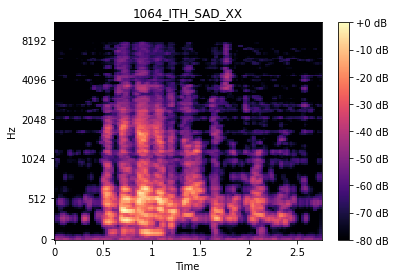 1064_ITH_SAD_XX
+0 dB
8192
-10 dB
4096
-20 dB
-30 dB
2048
Hz
-40 dB
1024
-50 dB
512
-60 dB
-70 dB
0
-80 dB
0 0.5 1 1.5 2 2.5
Time